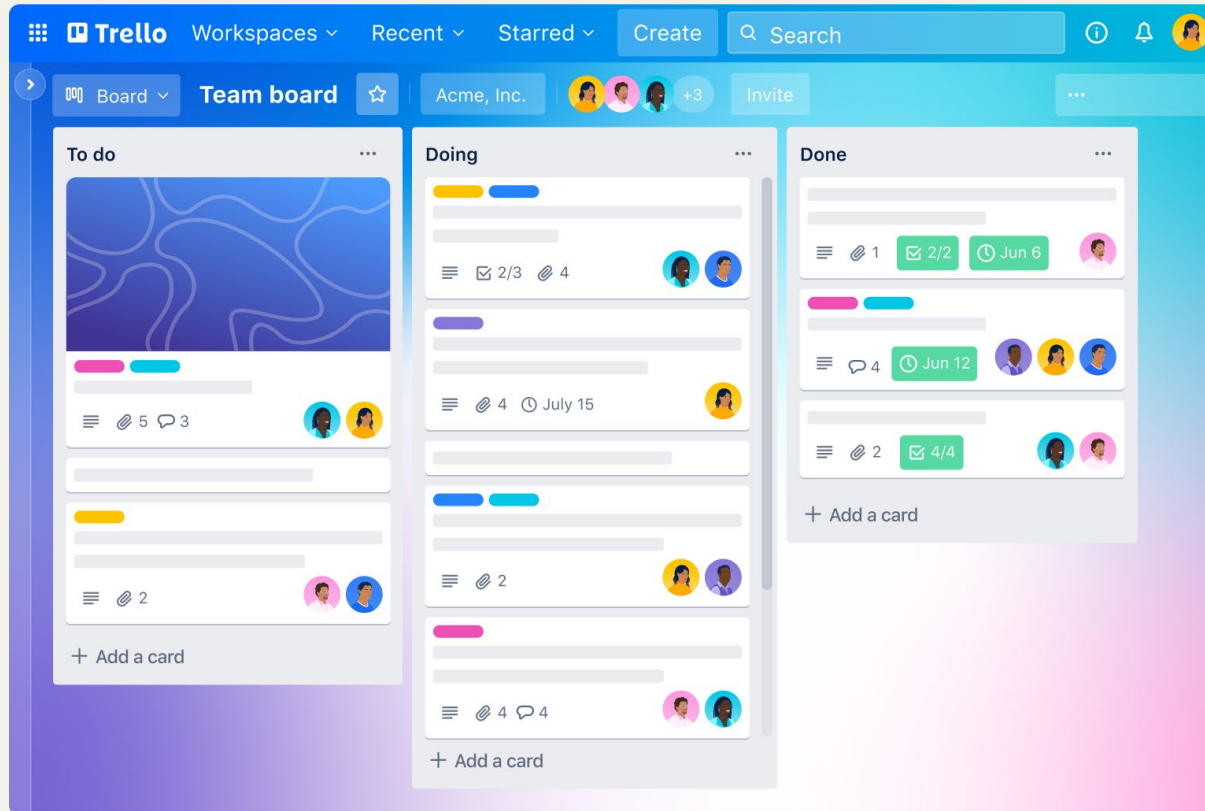 Trello Workspaces Recent Starred Create Search
Board Team board Acme, Inc. +3 Invite
To do
5 3
2
+ Add a card
Doing
2/3 4
4 July 15
2
4 4
+ Add a card
Done
1 2/2 Jun 6
4 Jun 12
2 4/4
+ Add a card